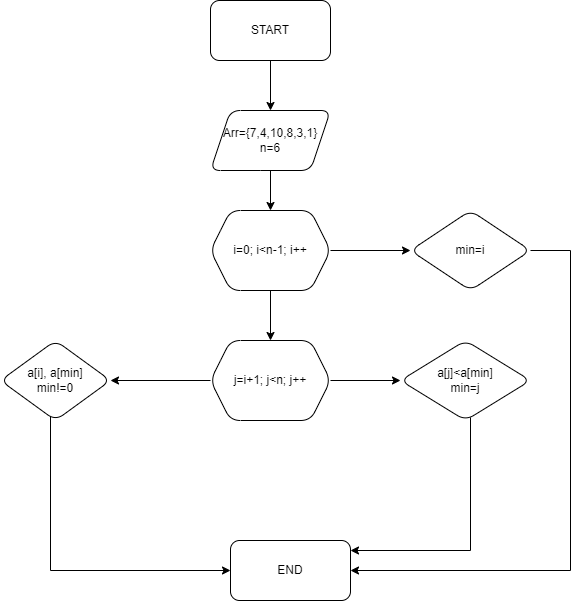 START
Arr={7,4,10,8,3,1}
n=6
i=0; i<n-1; i++
min=i
a[i], a[min]
min!=0
j=i+1; j<n; j++
a[j]<a[min]
min=j
END